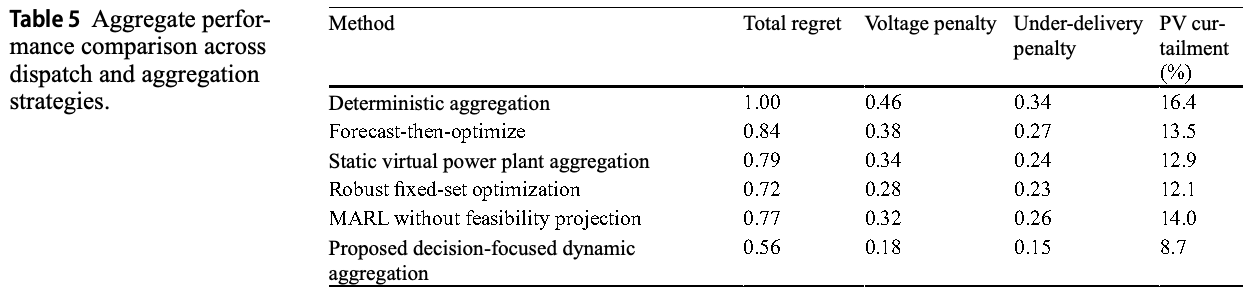 Table 5 Aggregate perfor-
mance comparison across
dispatch and aggregation
strategies.
Method Total regret Voltage penalty Under-delivery penalty PV cur-tailment (%)
Deterministic aggregation 1.00 0.46 0.34 16.4
Forecast-then-optimize 0.84 0.38 0.27 13.5
Static virtual power plant aggregation 0.79 0.34 0.24 12.9
Robust fixed-set optimization 0.72 0.28 0.23 12.1
MARL without feasibility projection 0.77 0.32 0.26 14.0
Proposed decision-focused dynamic 0.56 0.18 0.15 8.7
aggregation